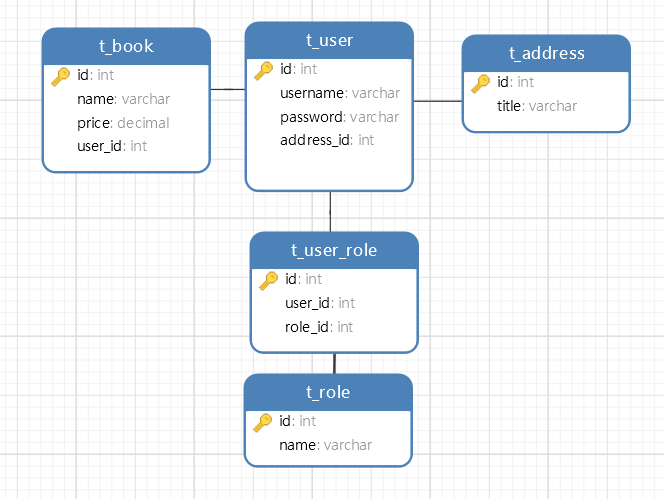 t_book
id: int
name: varchar
price: decimal
user_id: int
t_user
id: int
username: varchar
password: varchar
address_id: int
t_address
id: int
title: varchar
t_user_role
id: int
user_id: int
role_id: int
t_role
id: int
name: varchar